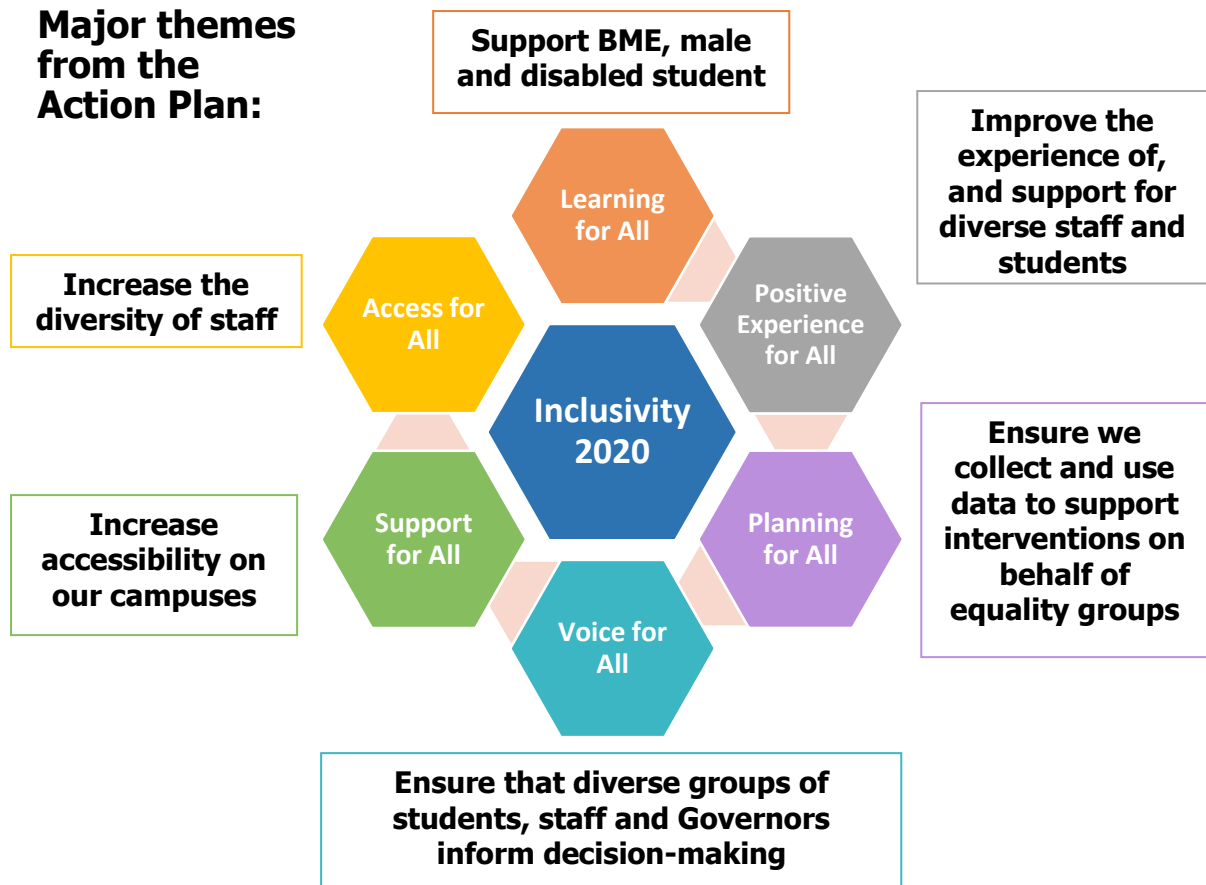 Major themes
from the
Action Plan:
Support BME, male
and disabled student
Improve the
experience of,
and support for
diverse staff and
students
Learning
for All
Increase the
diversity of staff
Access for
All
Positive
Experience
for All
Inclusivity
2020
Ensure we
collect and use
data to support
interventions on
behalf of
equality groups
Increase
accessibility on
our campuses
Support
for All
Planning
for All
Voice for
All
Ensure that diverse groups of
students, staff and Governors
inform decision-making